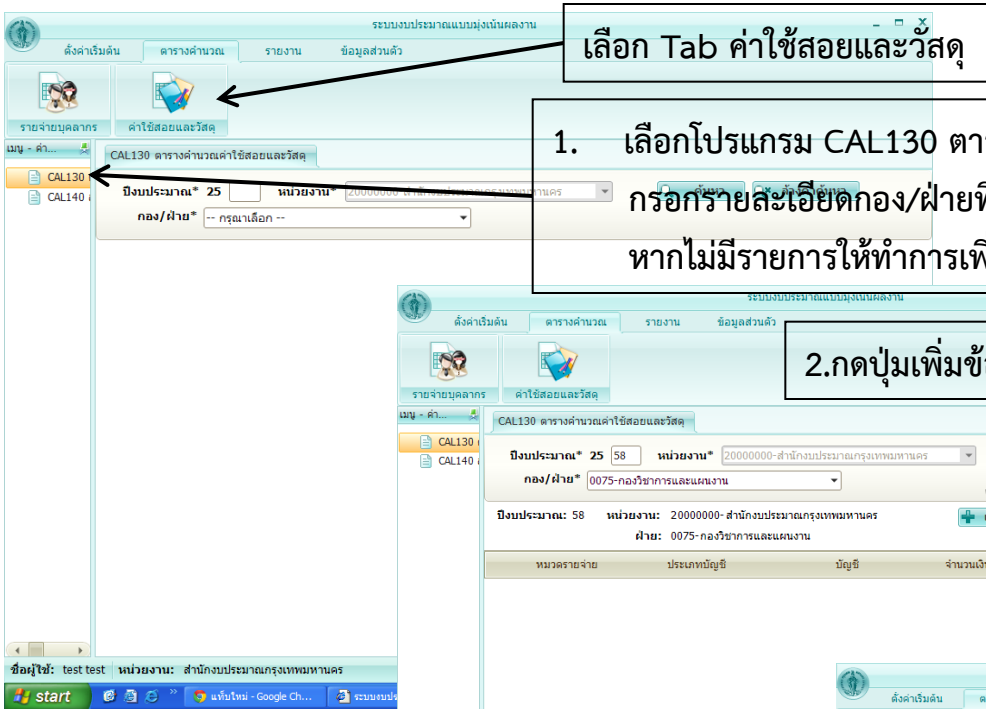 ระบบงบประมาณแบบมุ่งเน้นผลงาน
ตั้งค่าเริ่มต้น ตารางคำนวณ รายงาน ข้อมูลส่วนตัว
เลือก Tab ค่าใช้สอยและวัสดุ
รายจ่ายบุคลากร ค่าใช้สอยและวัสดุ
เมนู - ค่า...
CAL130 ตารางคำนวณค่าใช้สอยและวัสดุ
1. เลือกโปรแกรม CAL130
กรอกรายละเอียดกอง/ฝ่าย
หากไม่มีรายการให้ทำการ
CAL130
CAL140
ปีงบประมาณ* 25 หน่วยงาน* 20000000-สำนักงบประมาณกรุงเทพมหานคร ค้นหา ล้างค่าค้นหา
กอง/ฝ่าย* -- กรุณาเลือก --
ระบบงบประมาณแบบมุ่งเน้นผลงาน
ตั้งค่าเริ่มต้น ตารางคำนวณ รายงาน ข้อมูลส่วนตัว
2.กดปุ่มเพิ่ม
รายจ่ายบุคลากร ค่าใช้สอยและวัสดุ
เมนู - ค่า...
CAL130 ตารางคำนวณค่าใช้สอยและวัสดุ
CAL130
CAL140
ปีงบประมาณ* 25 58 หน่วยงาน* 20000000-สำนักงบประมาณกรุงเทพมหานคร
กอง/ฝ่าย* 0075-กองวิชาการและแผนงาน
ปีงบประมาณ: 58 หน่วยงาน: 20000000-สำนักงบประมาณกรุงเทพมหานคร
ฝ่าย: 0075-กองวิชาการและแผนงาน
หมวดรายจ่าย ประเภทบัญชี บัญชี จำนวนเงิน
ชื่อผู้ใช้: test test หน่วยงาน: สำนักงบประมาณกรุงเทพมหานคร
start แท็บใหม่ - Google Ch...
ตั้งค่าเริ่มต้น